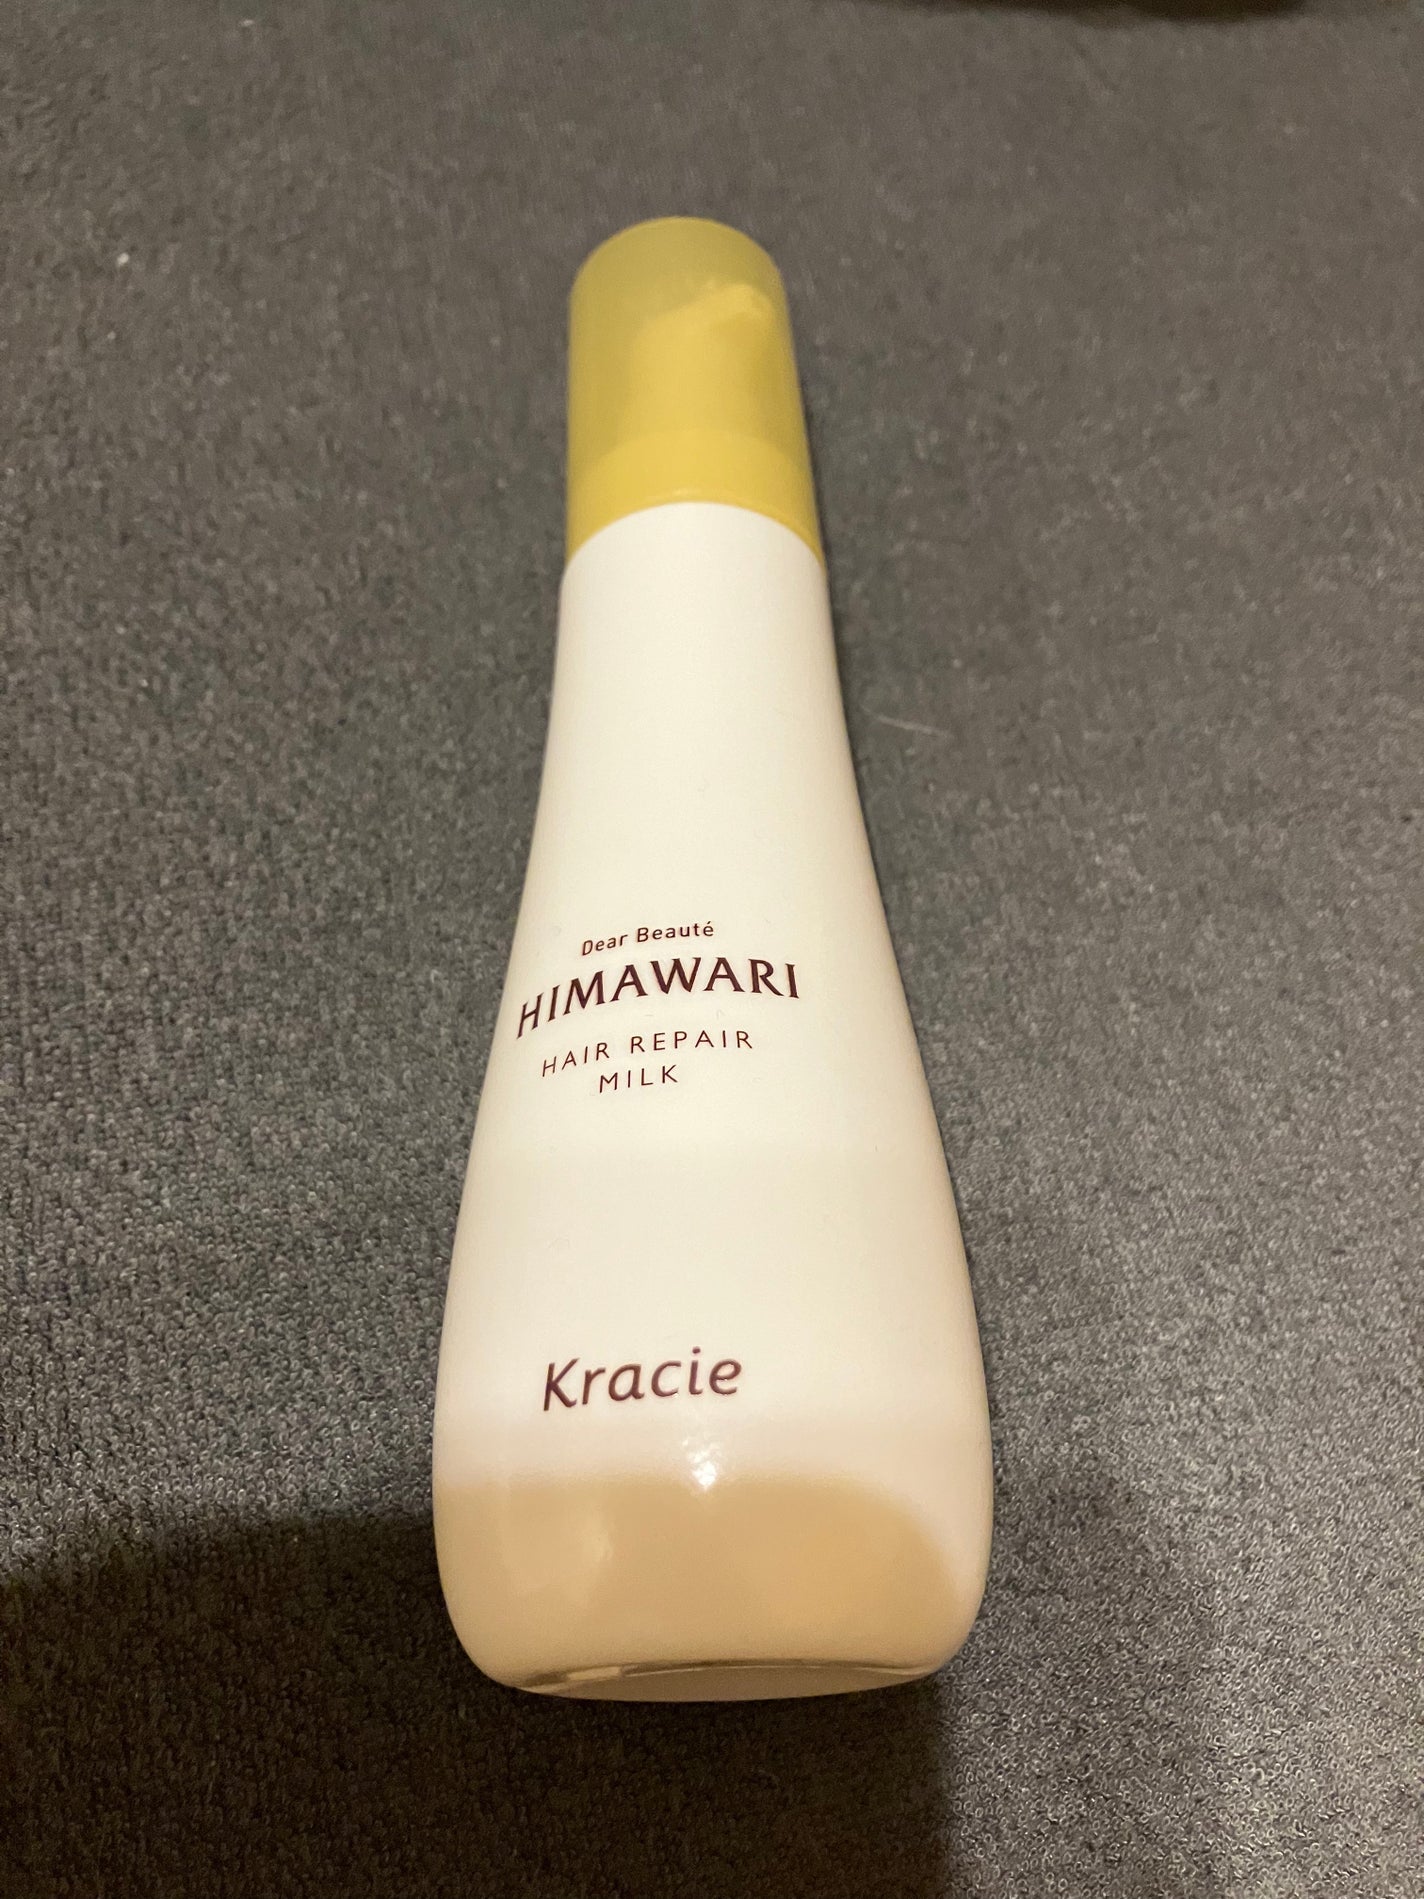 Dear Beauté
HIMAWARI
HAIR REPAIR
MILK
Kracie